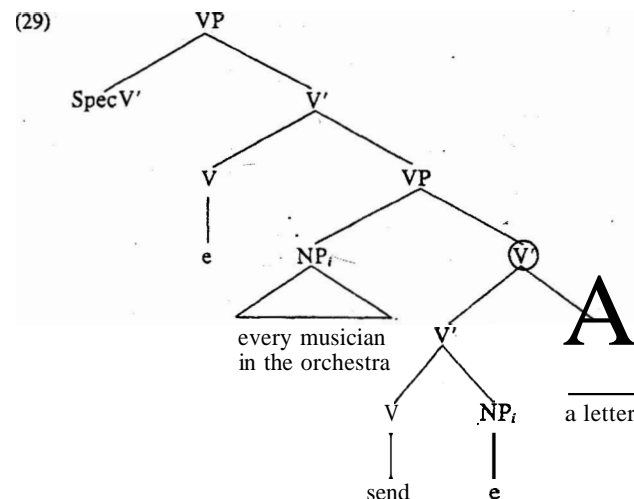 (29)
VP
SpecV' V'
V VP
e NP_i V'
V' A
every musician
in the orchestra
V NP_i a letter
send e